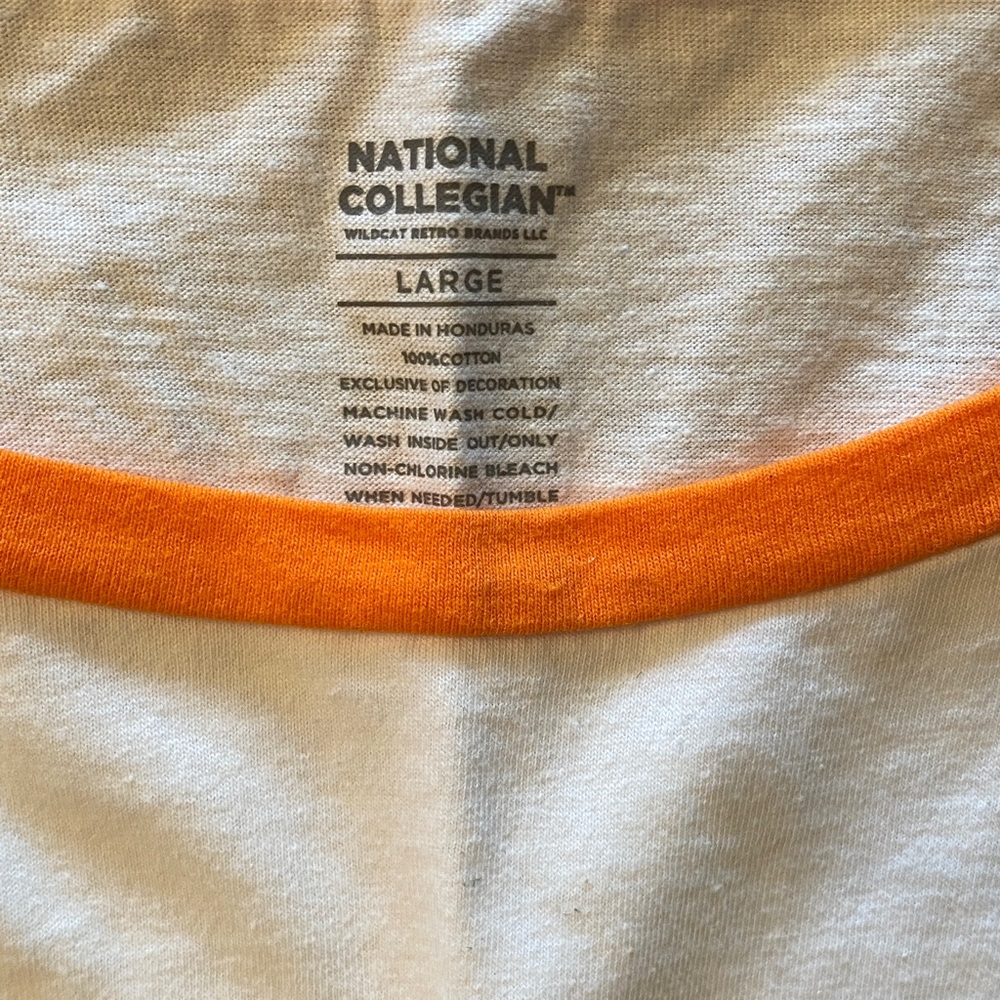 NATIONAL
COLLEGIAN™
WILDCAT RETRO BRANDS LLC
LARGE
MADE IN HONDURAS
100%COTTON
EXCLUSIVE OF DECORATION
MACHINE WASH COLD/
WASH INSIDE OUT/ONLY
NON-CHLORINE BLEACH
WHEN NEEDED/TUMBLE